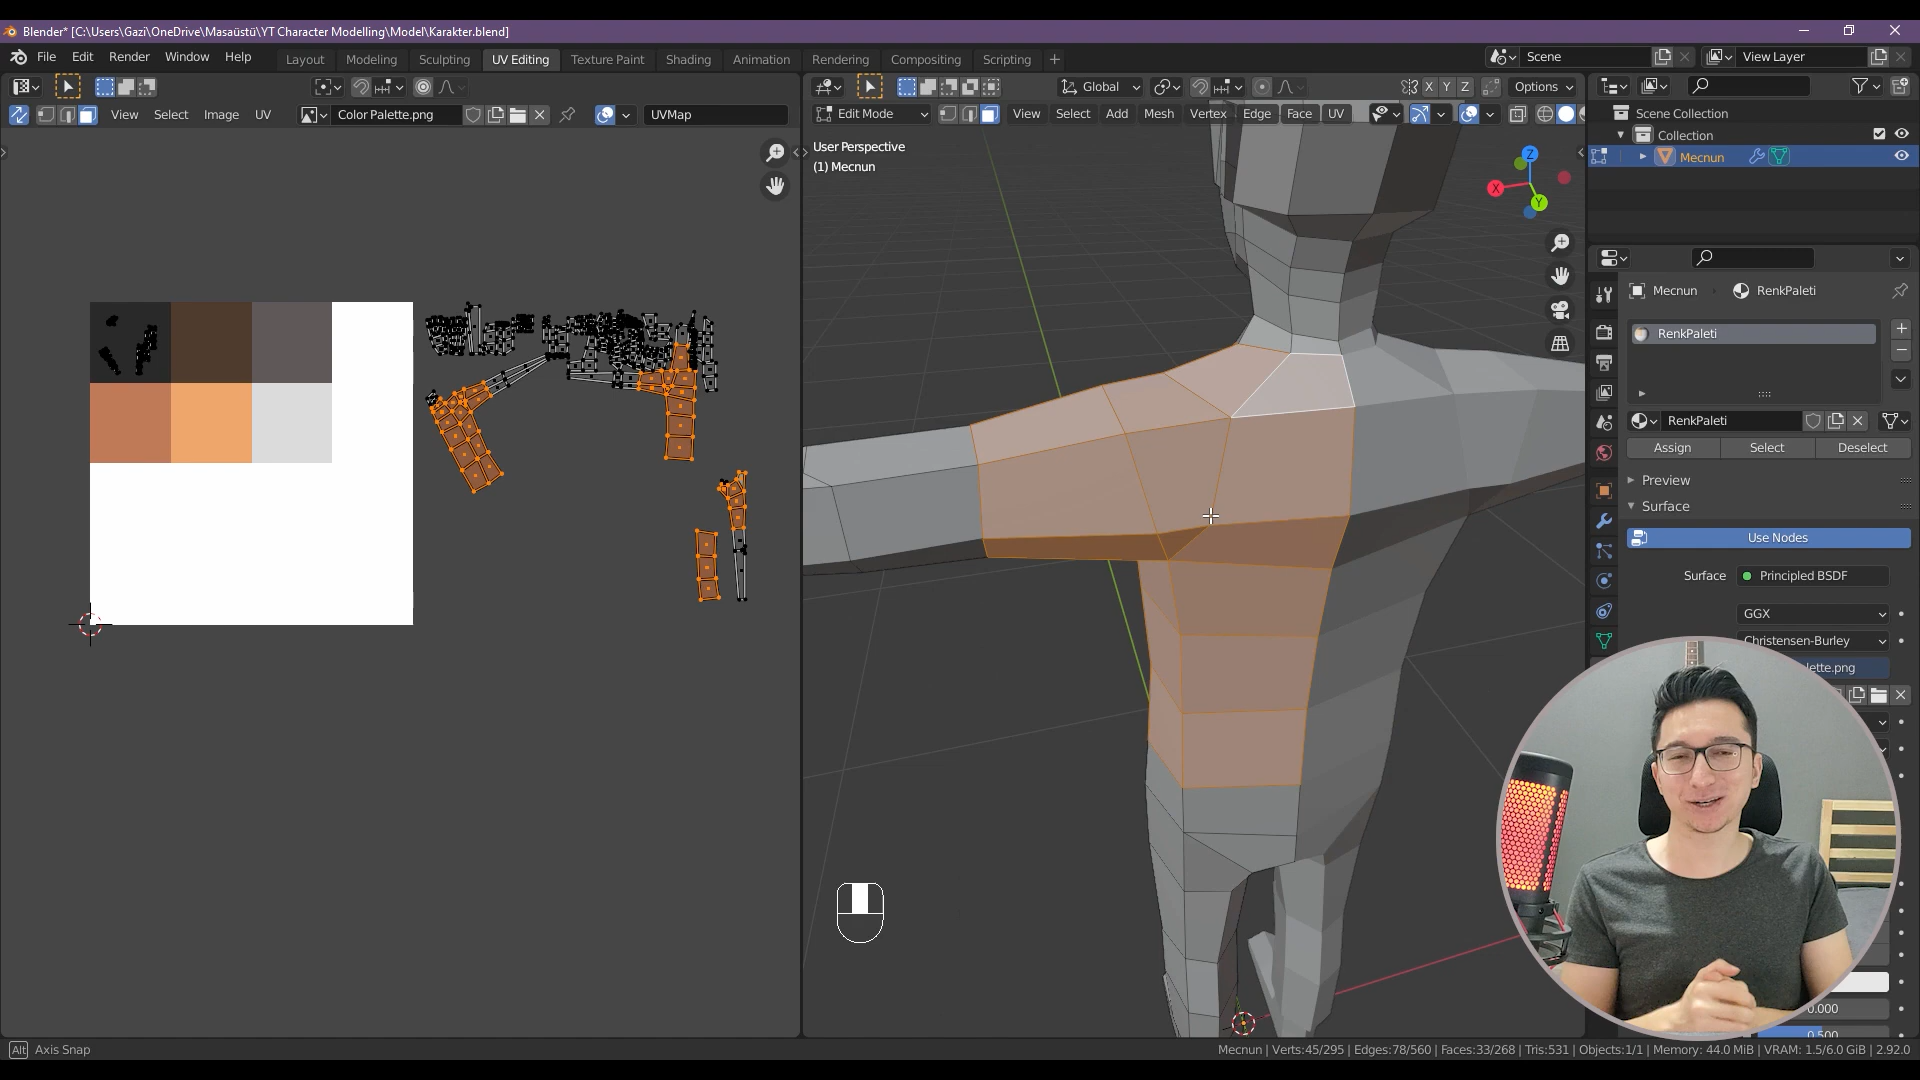 Blender* [C:\Users\Gazi\OneDrive\Masaüstü\YT Character Modelling\Model\Karakter.blend]
File Edit Render Window Help Layout Modeling Sculpting UV Editing Texture Paint Shading Animation Rendering Compositing Scripting + Scene View Layer
Global X Y Z Options
View Select Image UV Color Palette.png UVMap Edit Mode View Select Add Mesh Vertex Edge Face UV
Scene Collection
Collection
Mecnun
User Perspective
(1) Mecnun
Z
X
Y
Mecnun RenkPaleti
RenkPaleti
RenkPaleti
Assign Select Deselect
Preview
Surface
Use Nodes
Surface Principled BSDF
GGX
Christensen-Burley
lette.png
0.000
0.500
Alt Axis Snap
Mecnun | Verts:45/295 | Edges:78/560 | Faces:33/268 | Tris:531 | Objects:1/1 | Memory: 44.0 MiB | VRAM: 1.5/6.0 GiB | 2.92.0